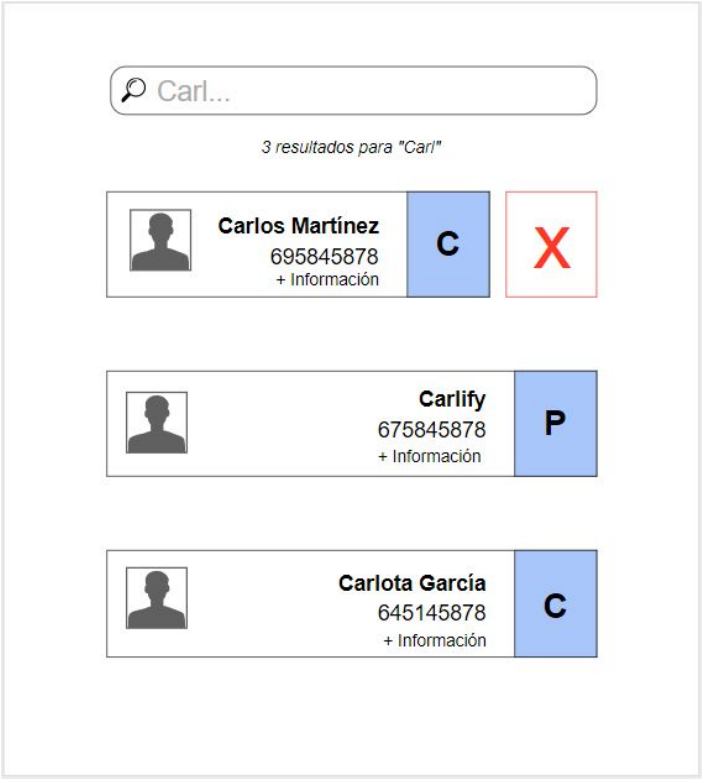 Carl...
3 resultados para "Carl"
Carlos Martínez
695845878
+ Información
C
X
Carlify
675845878
+ Información
P
Carlota García
645145878
+ Información
C